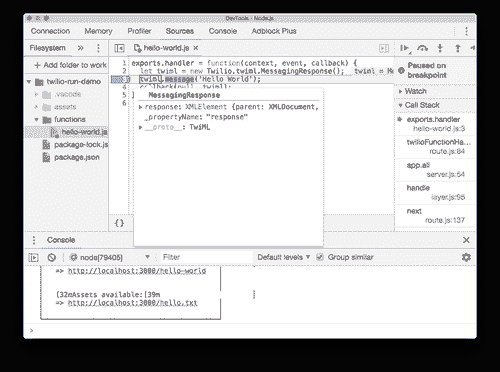 DevTools - Node.js
Connection Memory Profiler Sources Console Adblock Plus
Filesystem »
hello-world.js ×
Paused on breakpoint
+ Add folder to work
twilio-run-demo
.vscode
assets
functions
hello-world.js
package-lock.js
package.json
1 exports.handler = function(context, event, callback) {
2 let twiml = new Twilio.twiml.MessagingResponse(); twiml = Me
twiml.message('Hello World');
MessagingResponse
response: XMLElement {parent: XMLDocument,
_propertyName: "response"
__proto__: TwiML
6
{}
Watch
Call Stack
exports.handler
hello-world.js:3
twilioFunctionHa...
route.js:84
app.all
server.js:54
handle
layer.js:95
next
route.js:137
Console ×
node[79405] Filter Default levels Group similar
=> http://localhost:3000/hello-world
[32mAssets available:[39m
=> http://localhost:3000/hello.txt
>